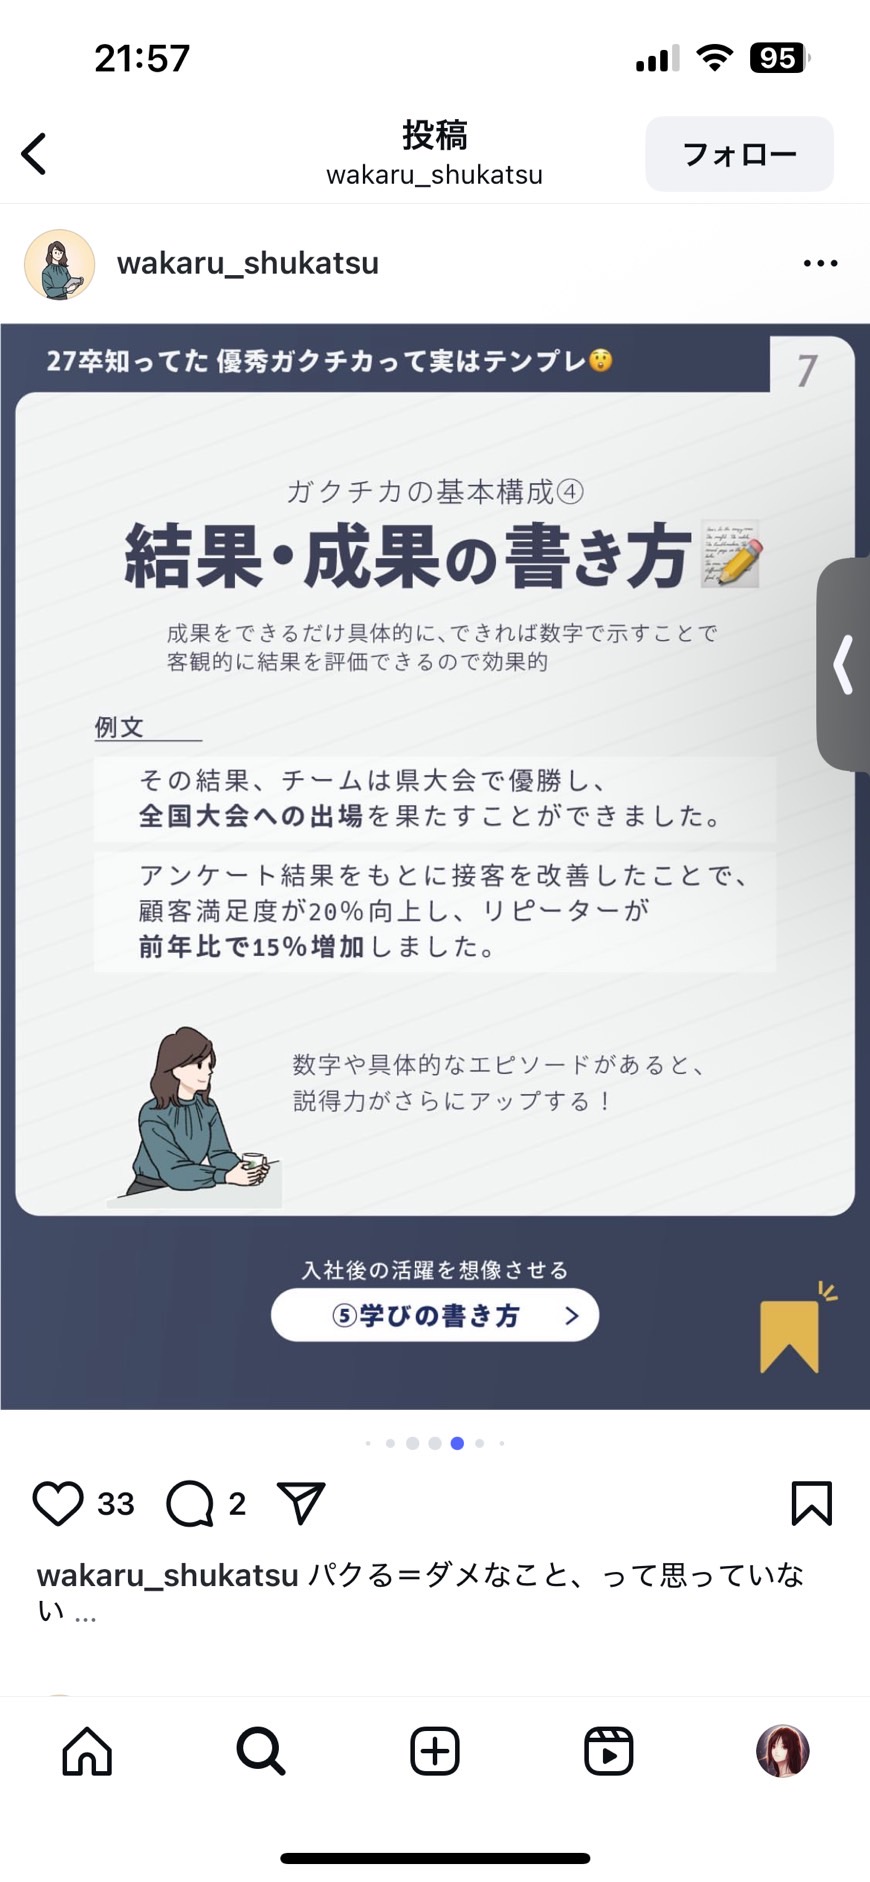 21:57
95
投稿
wakaru_shukatsu
フォロー
wakaru_shukatsu
27卒知ってた 優秀ガクチカって実はテンプレ😲
7
ガクチカの基本構成④
結果・成果の書き方📝
成果をできるだけ具体的に、できれば数字で示すことで
客観的に結果を評価できるので効果的
例文
その結果、チームは県大会で優勝し、
全国大会への出場を果たすことができました。
アンケート結果をもとに接客を改善したことで、
顧客満足度が20%向上し、リピーターが
前年比で15%増加しました。
数字や具体的なエピソードがあると、
説得力がさらにアップする！
入社後の活躍を想像させる
⑤学びの書き方
33
2
wakaru_shukatsu パクる＝ダメなこと、って思っていな
い ...